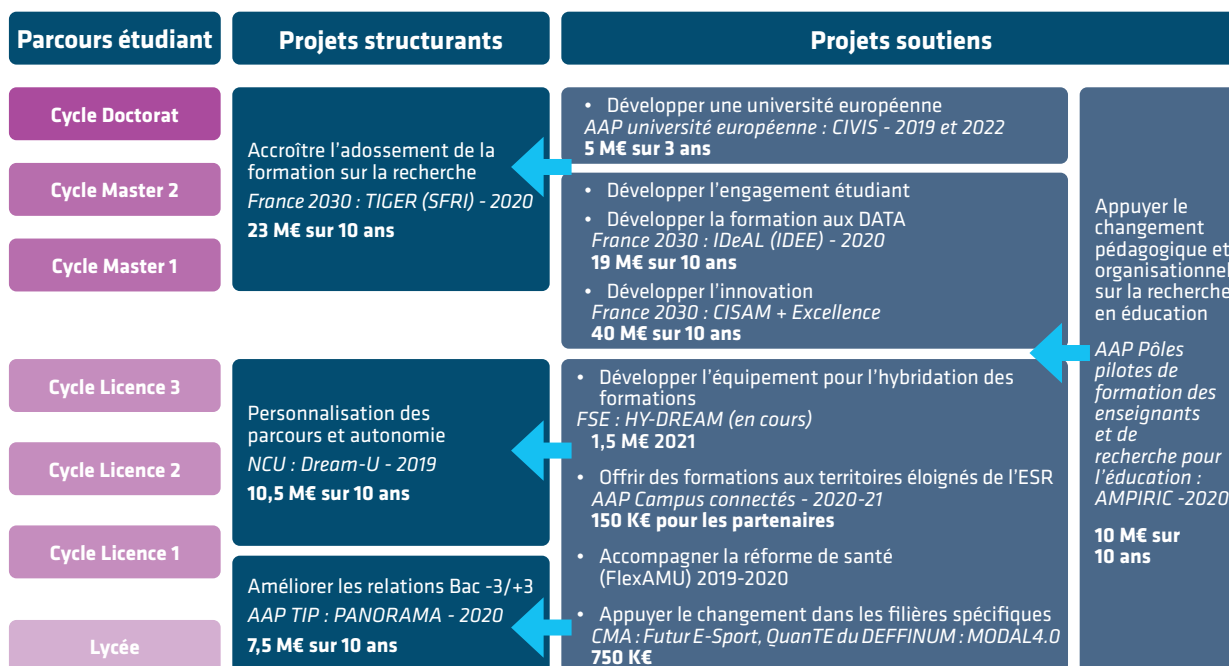 Parcours étudiant
Projets structurants
Projets soutiens
Cycle Doctorat
Cycle Master 2
Cycle Master 1
Cycle Licence 3
Cycle Licence 2
Cycle Licence 1
Lycée
Accroître l'adossement de la
formation sur la recherche
France 2030 : TIGER (SFRI) - 2020
23 M€ sur 10 ans
Personnalisation des
parcours et autonomie
NCU : Dream-U - 2019
10,5 M€ sur 10 ans
Améliorer les relations Bac -3/+3
AAP TIP : PANORAMA - 2020
7,5 M€ sur 10 ans
• Développer une université européenne
AAP université européenne : CIVIS - 2019 et 2022
5 M€ sur 3 ans
• Développer l'engagement étudiant
• Développer la formation aux DATA
France 2030 : IDeAL (IDEE) - 2020
19 M€ sur 10 ans
• Développer l'innovation
France 2030 : CISAM + Excellence
40 M€ sur 10 ans
• Développer l'équipement pour l'hybridation des
formations
FSE : HY-DREAM (en cours)
1,5 M€ 2021
• Offrir des formations aux territoires éloignés de l'ESR
AAP Campus connectés - 2020-21
150 K€ pour les partenaires
• Accompagner la réforme de santé
(FlexAMU) 2019-2020
• Appuyer le changement dans les filières spécifiques
CMA : Futur E-Sport, QuanTE du DEFFINUM : MODAL4.0
750 K€
Appuyer le
changement
pédagogique et
organisationnel
sur la recherche
en éducation
AAP Pôles
pilotes de
formation des
enseignants
et de
recherche pour
l'éducation :
AMPIRIC -2020
10 M€ sur
10 ans